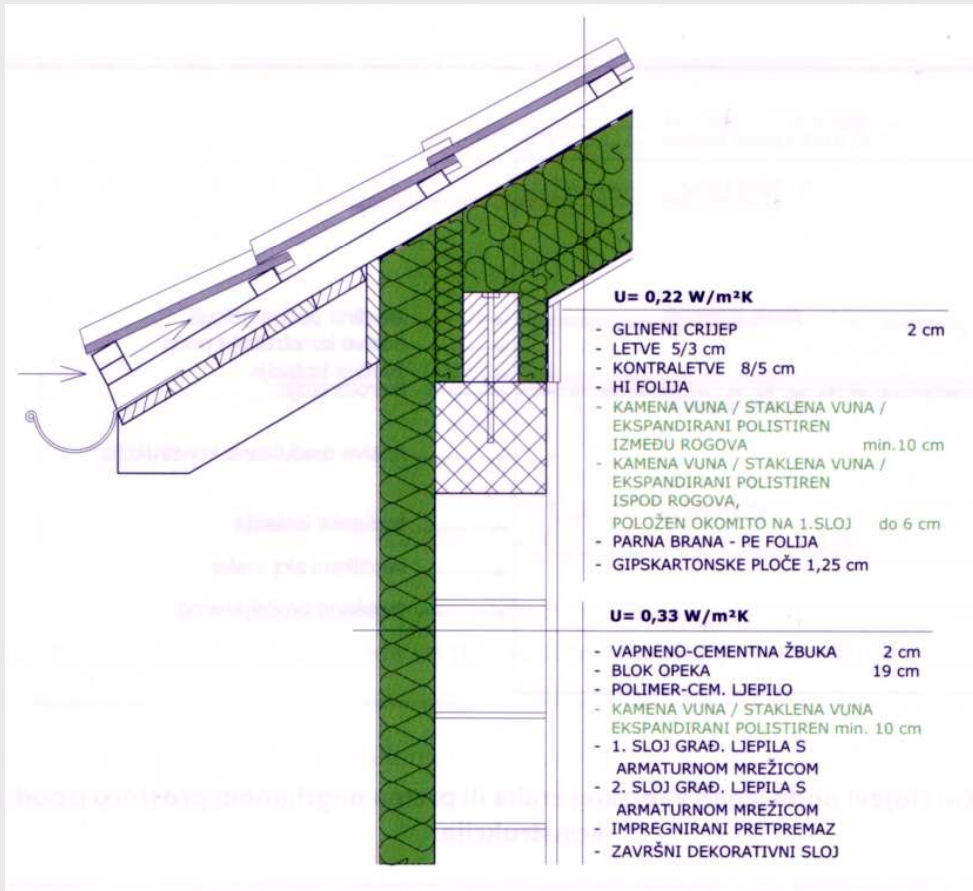 U= 0,22 W/m²K
- GLINENI CRIJEP 2 cm
- LETVE 5/3 cm
- KONTRALETVE 8/5 cm
- HI FOLIJA
- KAMENA VUNA / STAKLENA VUNA /
EKSPANDIRANI POLISTIREN
IZMEĐU ROGOVA min.10 cm
- KAMENA VUNA / STAKLENA VUNA /
EKSPANDIRANI POLISTIREN
ISPOD ROGOVA,
POLOŽEN OKOMITO NA 1.SLOJ do 6 cm
- PARNA BRANA - PE FOLIJA
- GIPSKARTONSKE PLOČE 1,25 cm
U= 0,33 W/m²K
- VAPNENO-CEMENTNA ŽBUKA 2 cm
- BLOK OPEKA 19 cm
- POLIMER-CEM. LJEPILO
- KAMENA VUNA / STAKLENA VUNA
EKSPANDIRANI POLISTIREN min. 10 cm
- 1. SLOJ GRAĐ. LJEPILA S
ARMATURNOM MREŽICOM
- 2. SLOJ GRAĐ. LJEPILA S
ARMATURNOM MREŽICOM
- IMPREGNIRANI PRETPREMAZ
- ZAVRŠNI DEKORATIVNI SLOJ